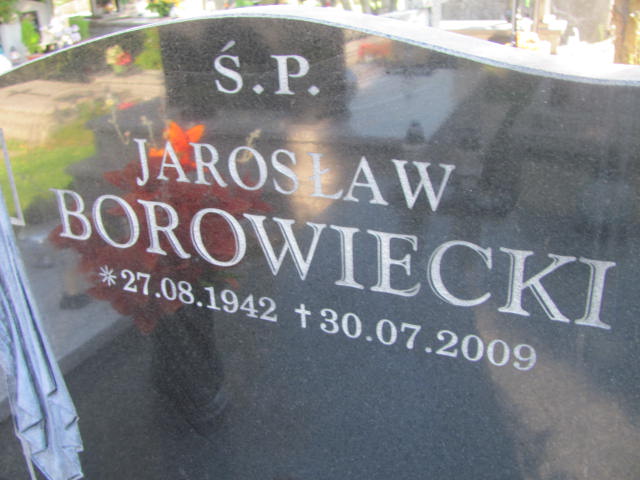 Ś.P.
JAROSŁAW
BOROWIECKI
*27.08.1942 †30.07.2009